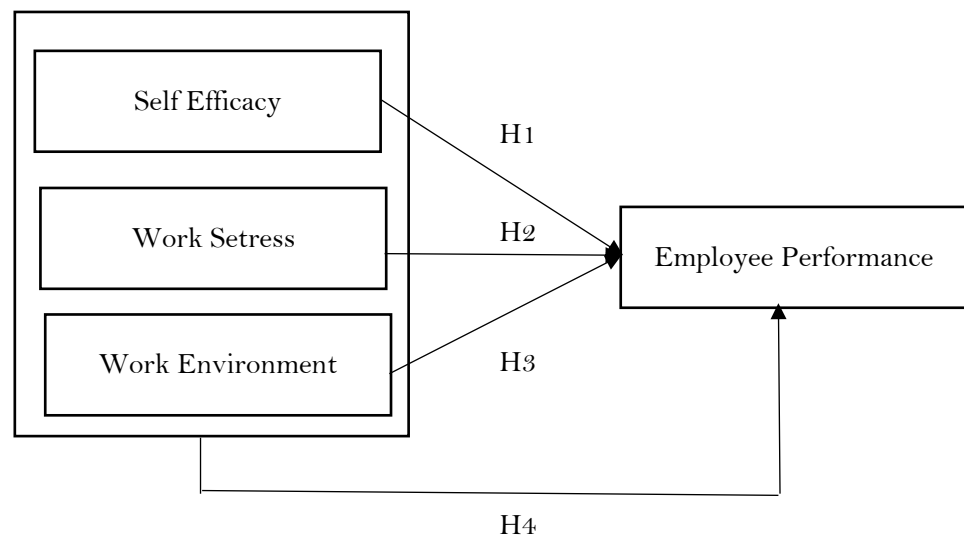 Self Efficacy
H1
Work Setress
H2
Employee Performance
Work Environment
H3
H4